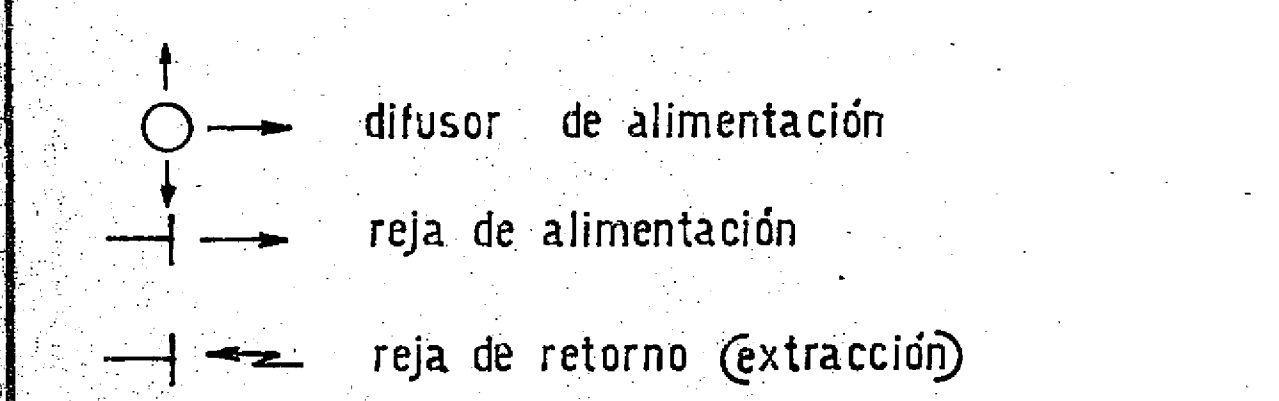 difusor de alimentación
reja de alimentación
reja de retorno (extracción)